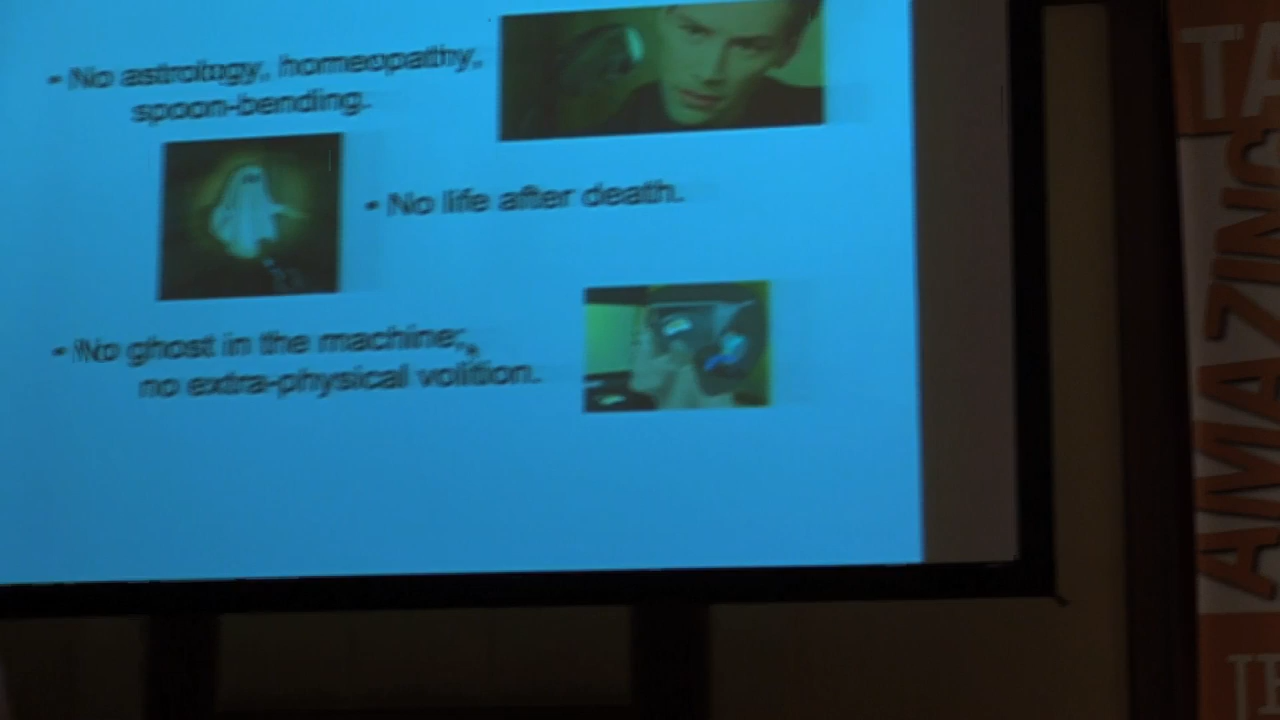 • No astrology, homeopathy,
spoon-bending.
• No life after death.
• No ghost in the machine;
no extra-physical volition.
TA
AMAZING